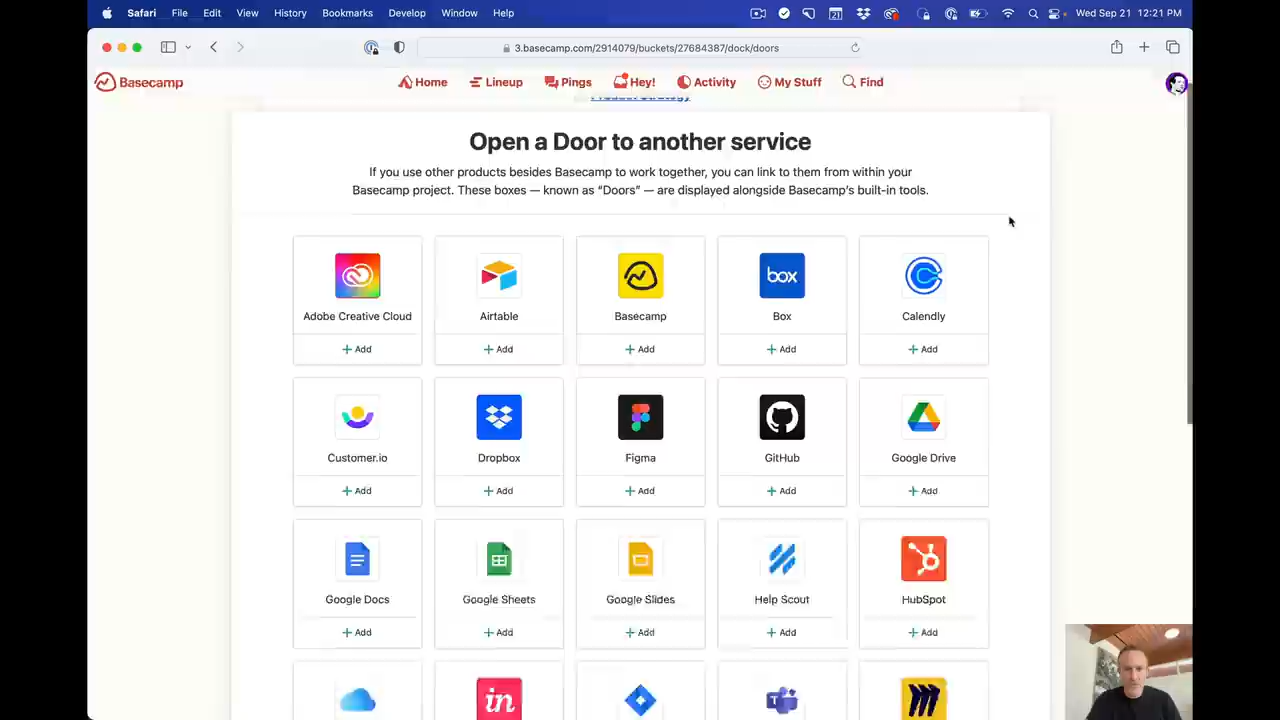 Safari File Edit View History Bookmarks Develop Window Help
21
Wed Sep 21 12:21 PM
3.basecamp.com/2914079/buckets/27684387/dock/doors
Basecamp
Home Lineup Pings Hey! Activity My Stuff Find
Product Strategy
Open a Door to another service
If you use other products besides Basecamp to work together, you can link to them from within your
Basecamp project. These boxes — known as “Doors” — are displayed alongside Basecamp’s built-in tools.
box
Adobe Creative Cloud Airtable Basecamp Box Calendly
+ Add + Add + Add + Add + Add
Customer.io Dropbox Figma GitHub Google Drive
+ Add + Add + Add + Add + Add
Google Docs Google Sheets Google Slides Help Scout HubSpot
+ Add + Add + Add + Add + Add
in